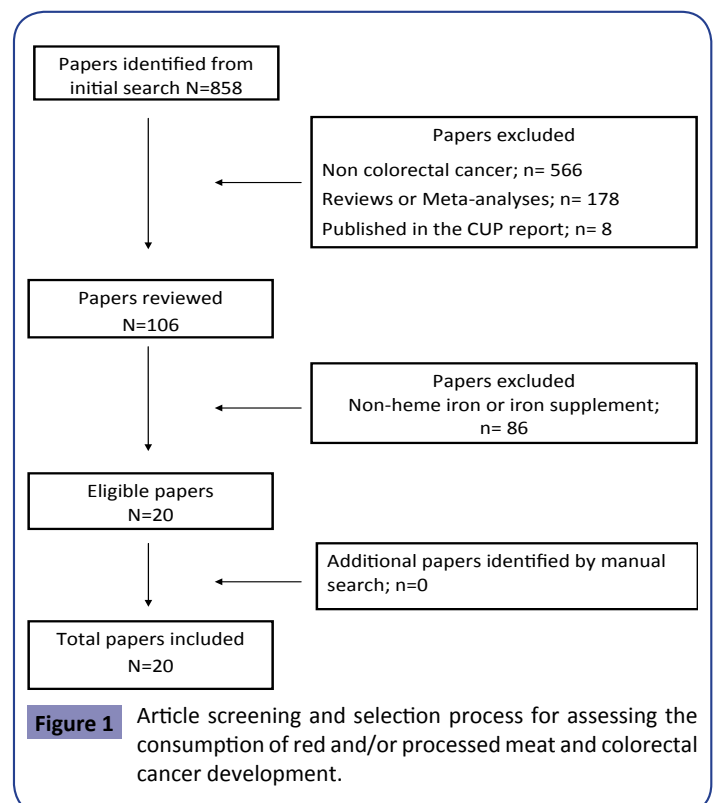 Papers identified from
initial search N=858
Papers excluded
Non colorectal cancer; n= 566
Reviews or Meta-analyses; n= 178
Published in the CUP report; n= 8
Papers reviewed
N=106
Papers excluded
Non-heme iron or iron supplement;
n= 86
Eligible papers
N=20
Additional papers identified by manual
search; n=0
Total papers included
N=20
Figure 1 Article screening and selection process for assessing the
consumption of red and/or processed meat and colorectal
cancer development.